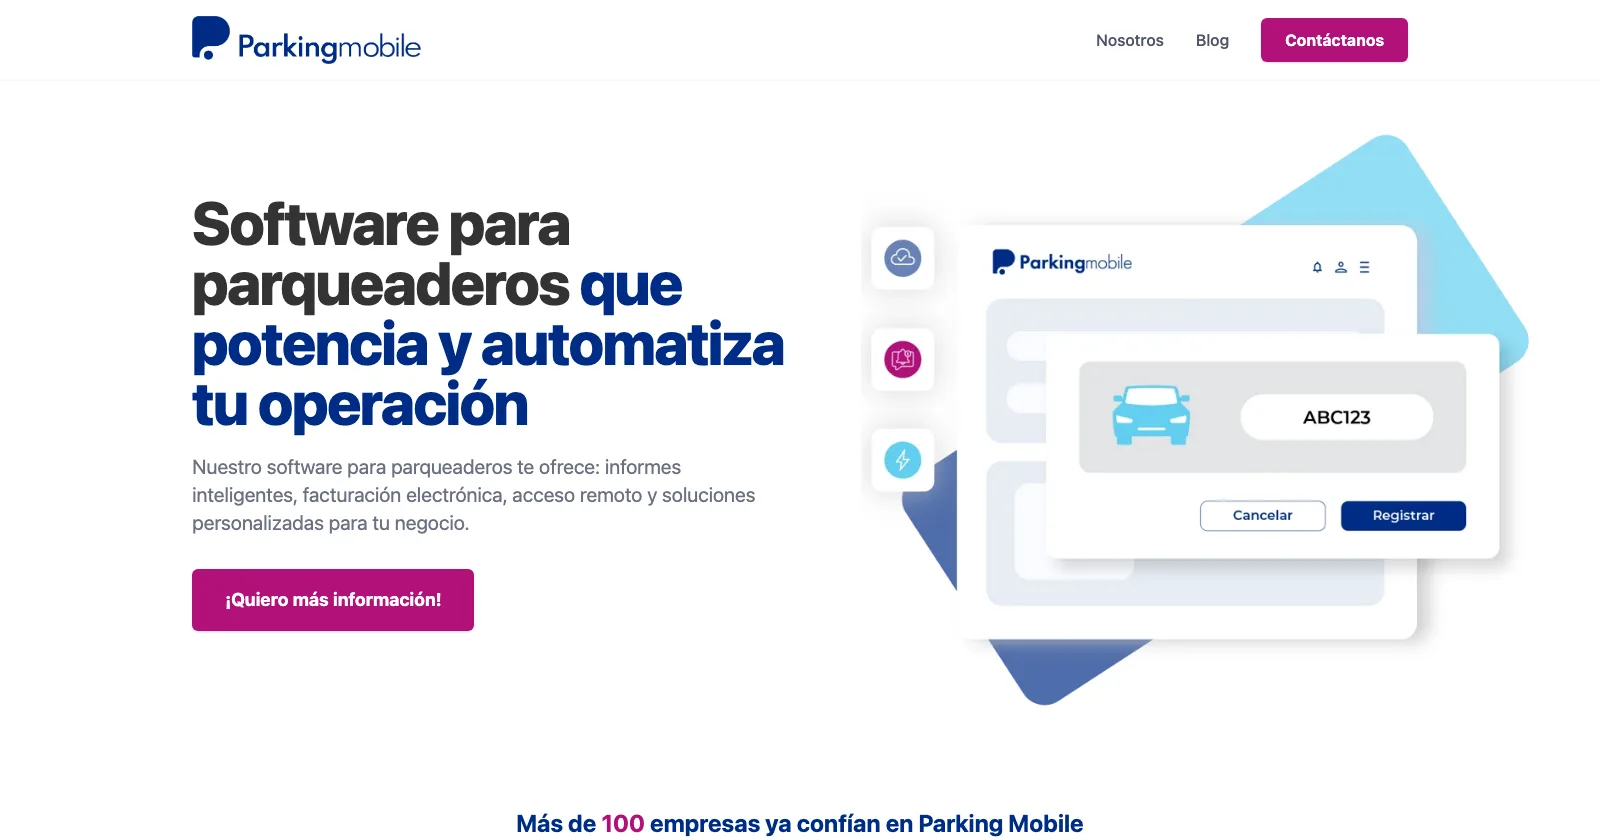 Parkingmobile
Nosotros
Blog
Contáctanos
Software para
parqueaderos que
potencia y automatiza
tu operación
Nuestro software para parqueaderos te ofrece: informes
inteligentes, facturación electrónica, acceso remoto y soluciones
personalizadas para tu negocio.
¡Quiero más información!
Parkingmobile
ABC123
Cancelar
Registrar
Más de 100 empresas ya confían en Parking Mobile